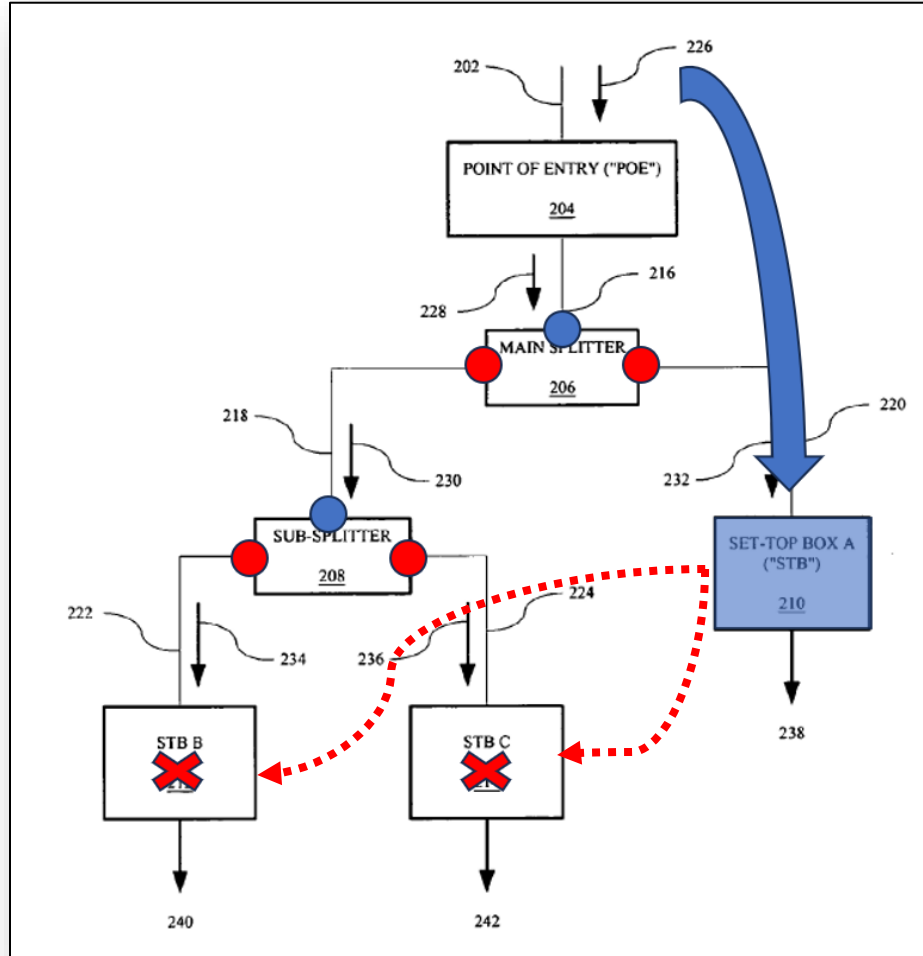 226
202
POINT OF ENTRY ("POE")
204
216
228
MAIN SPLITTER
206
218
220
230
232
SUB-SPLITTER
208
SET-TOP BOX A
("STB")
210
222
224
234
236
STB B
STB C
238
240
242